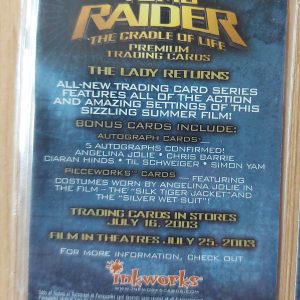 TOMB
RAIDER
THE CRADLE OF LIFE
PREMIUM
TRADING CARDS
THE LADY RETURNS
ALL-NEW TRADING CARD SERIES
FEATURES ALL OF THE ACTION
AND AMAZING SETTINGS OF THIS
SIZZLING SUMMER FILM!
BONUS CARDS INCLUDE:
AUTOGRAPH CARDS —
5 AUTOGRAPHS CONFIRMED!
ANGELINA JOLIE • CHRIS BARRIE
CIARAN HINDS • TIL SCHWEIGER • SIMON YAM
PIECEWORKS™ CARDS — FEATURING
COSTUMES WORN BY ANGELINA JOLIE IN
THE FILM – THE "SILK TIGER JACKET" AND THE
"SILVER WET SUIT"!
TRADING CARDS IN STORES
JULY 16, 2003
FILM IN THEATRES JULY 25, 2003
FOR MORE INFORMATION, CHECK OUT
inkworks
WWW.INKWORKSCARDS.COM